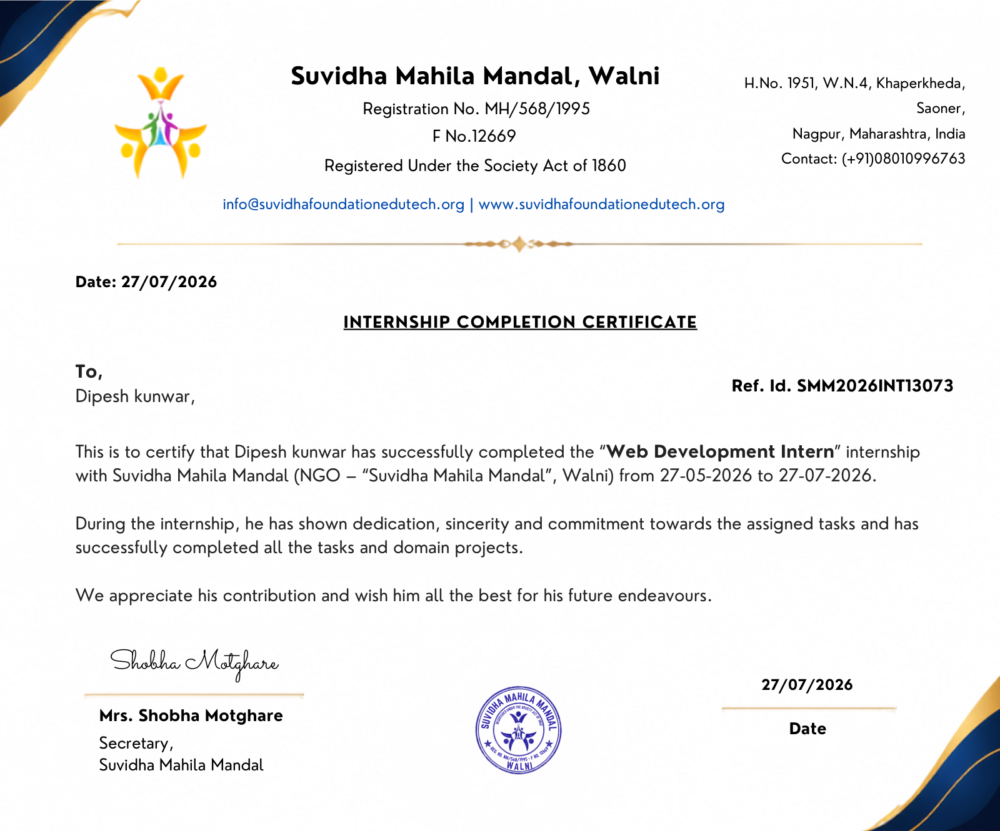 Suvidha Mahila Mandal, Walni
Registration No. MH/568/1995
F No.12669
Registered Under the Society Act of 1860
info@suvidhafoundationedutech.org | www.suvidhafoundationedutech.org
H.No. 1951, W.N.4, Khaperkheda,
Saoner,
Nagpur, Maharashtra, India
Contact: (+91)08010996763
Date: 27/07/2026
INTERNSHIP COMPLETION CERTIFICATE
To,
Dipesh kunwar,
Ref. Id. SMM2026INT13073
This is to certify that Dipesh kunwar has successfully completed the “Web Development Intern” internship
with Suvidha Mahila Mandal (NGO – “Suvidha Mahila Mandal”, Walni) from 27-05-2026 to 27-07-2026.
During the internship, he has shown dedication, sincerity and commitment towards the assigned tasks and has
successfully completed all the tasks and domain projects.
We appreciate his contribution and wish him all the best for his future endeavours.
Shobha Motghare
Mrs. Shobha Motghare
Secretary,
Suvidha Mahila Mandal
SUVIDHA MAHILA MANDAL
REGISTERED UNDER THE SOCIETY ACT OF 1860
REG. NO. MH/568/1995 • F NO. 12669
WALNI
27/07/2026
Date